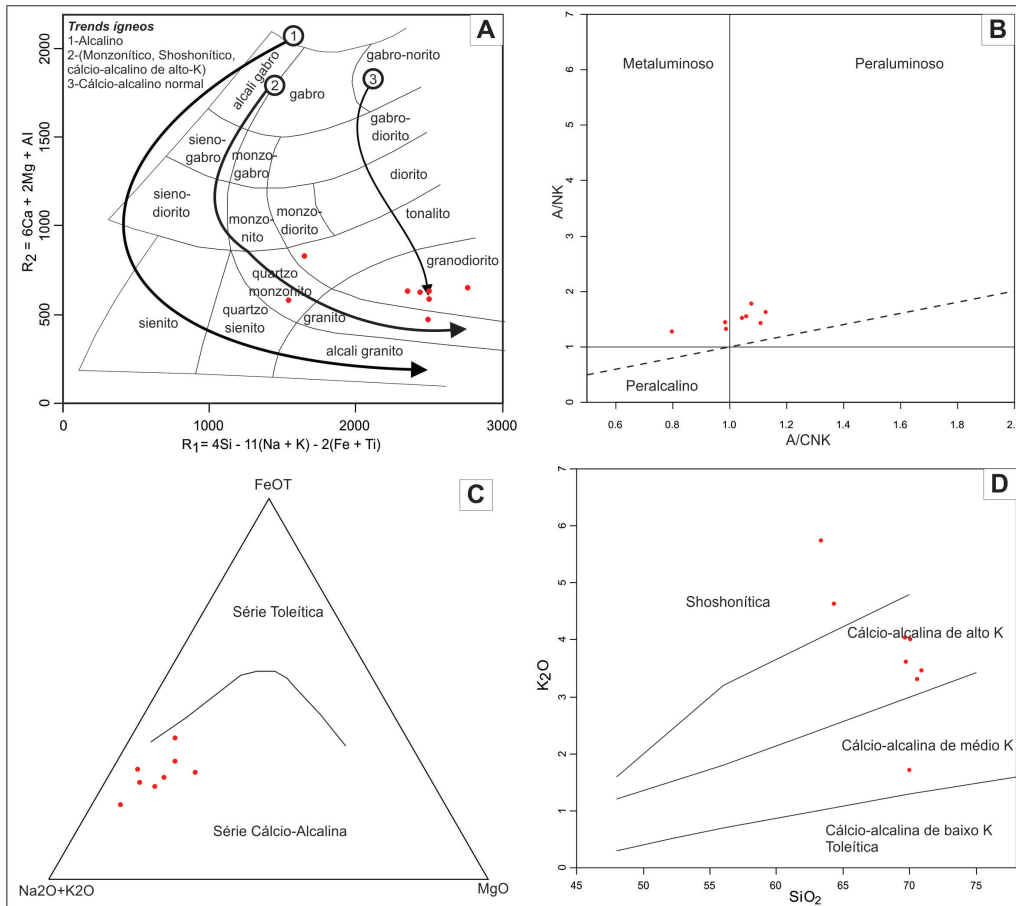 A
Trends ígneos
1-Alcalino
2-(Monzonítico, Shoshonítico,
cálcio-alcalino de alto-K)
3-Cálcio-alcalino normal
1
2
3
alcali gabro
gabro
gabro-norito
gabro-
diorito
sieno-
gabro
monzo-
gabro
diorito
sieno-
diorito
monzo-
nito
monzo-
diorito
tonalito
granodiorito
quartzo
monzonito
quartzo
sienito
granito
sienito
alcali granito
2000
1500
1000
500
0
R2 = 6Ca + 2Mg + Al
0 1000 2000 3000
R1= 4Si - 11(Na + K) - 2(Fe + Ti)
B
Metaluminoso
Peraluminoso
Peralcalino
7
6
5
4
3
2
1
0
A/NK
0.6 0.8 1.0 1.2 1.4 1.6 1.8 2.
A/CNK
C
FeOT
Série Toleítica
Série Cálcio-Alcalina
Na2O+K2O
MgO
D
Shoshonítica
Cálcio-alcalina de alto K
Cálcio-alcalina de médio K
Cálcio-alcalina de baixo K
Toleítica
7
6
5
4
3
2
1
0
K2O
45 50 55 60 65 70 75
SiO2